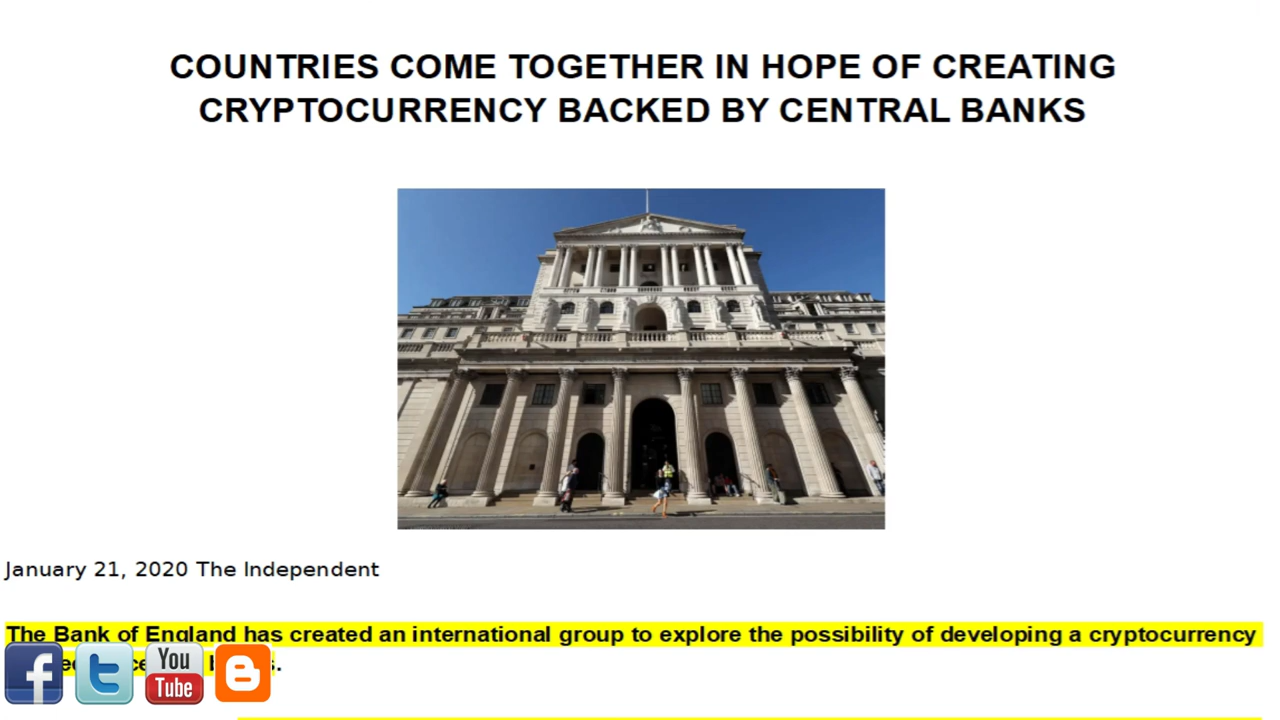 COUNTRIES COME TOGETHER IN HOPE OF CREATING
CRYPTOCURRENCY BACKED BY CENTRAL BANKS
January 21, 2020 The Independent
The Bank of England has created an international group to explore the possibility of developing a cryptocurrency
You
Tube